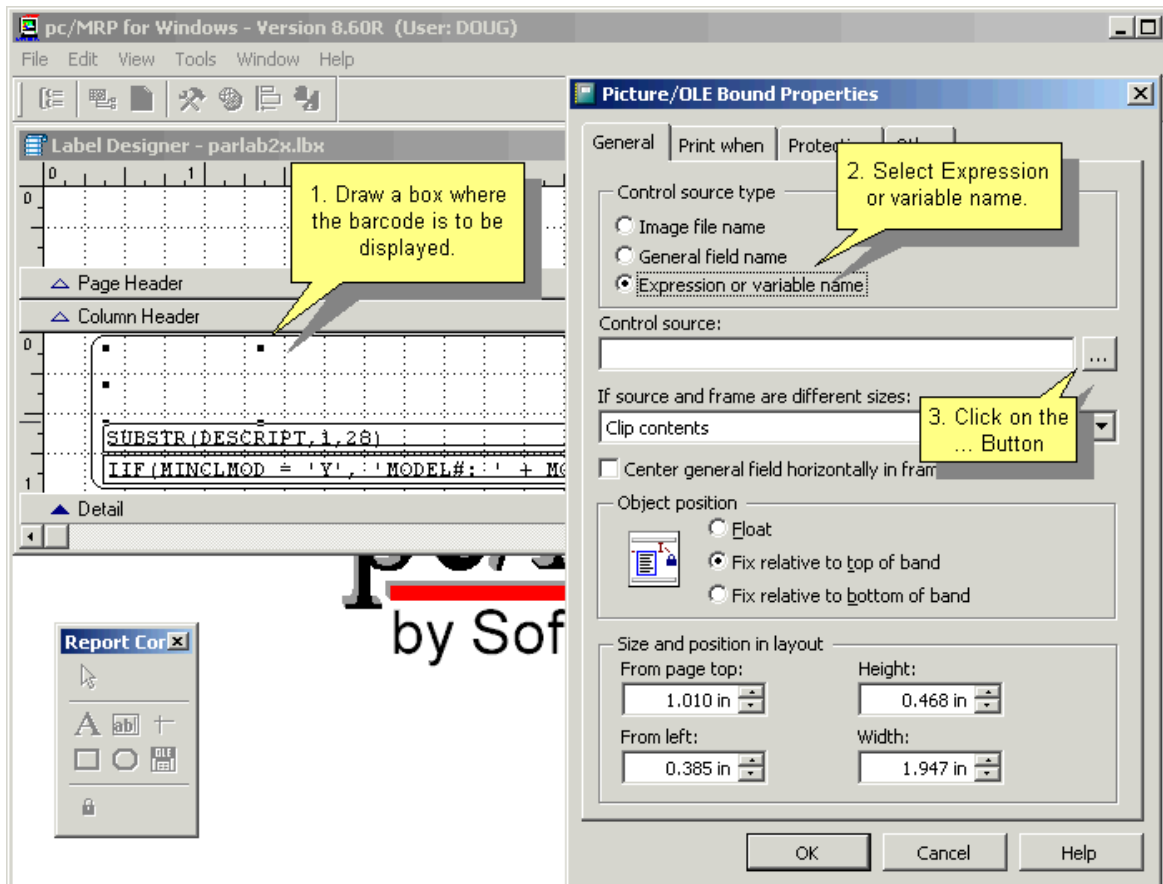 pc/MRP for Windows - Version 8.60R (User: DOUG)
File Edit View Tools Window Help
Label Designer - parlab2x.lbx
0 1
0
1. Draw a box where
the barcode is to be
displayed.
Page Header
Column Header
0
SUBSTR(DESCRIPT,1,28)
IIF(MINCLMOD = 'Y', 'MODEL#: ' + MO
1
Detail
by Sof
Report Cor
A ab|
OLE
Picture/OLE Bound Properties
General Print when
2. Select Expression
or variable name.
Control source type
Image file name
General field name
Expression or variable name
Control source:
...
If source and frame are different sizes:
3. Click on the
... Button
Clip contents
Center general field horizontally in fram
Object position
Float
Fix relative to top of band
Fix relative to bottom of band
Size and position in layout
From page top: Height:
1.010 in 0.468 in
From left: Width:
0.385 in 1.947 in
OK Cancel Help